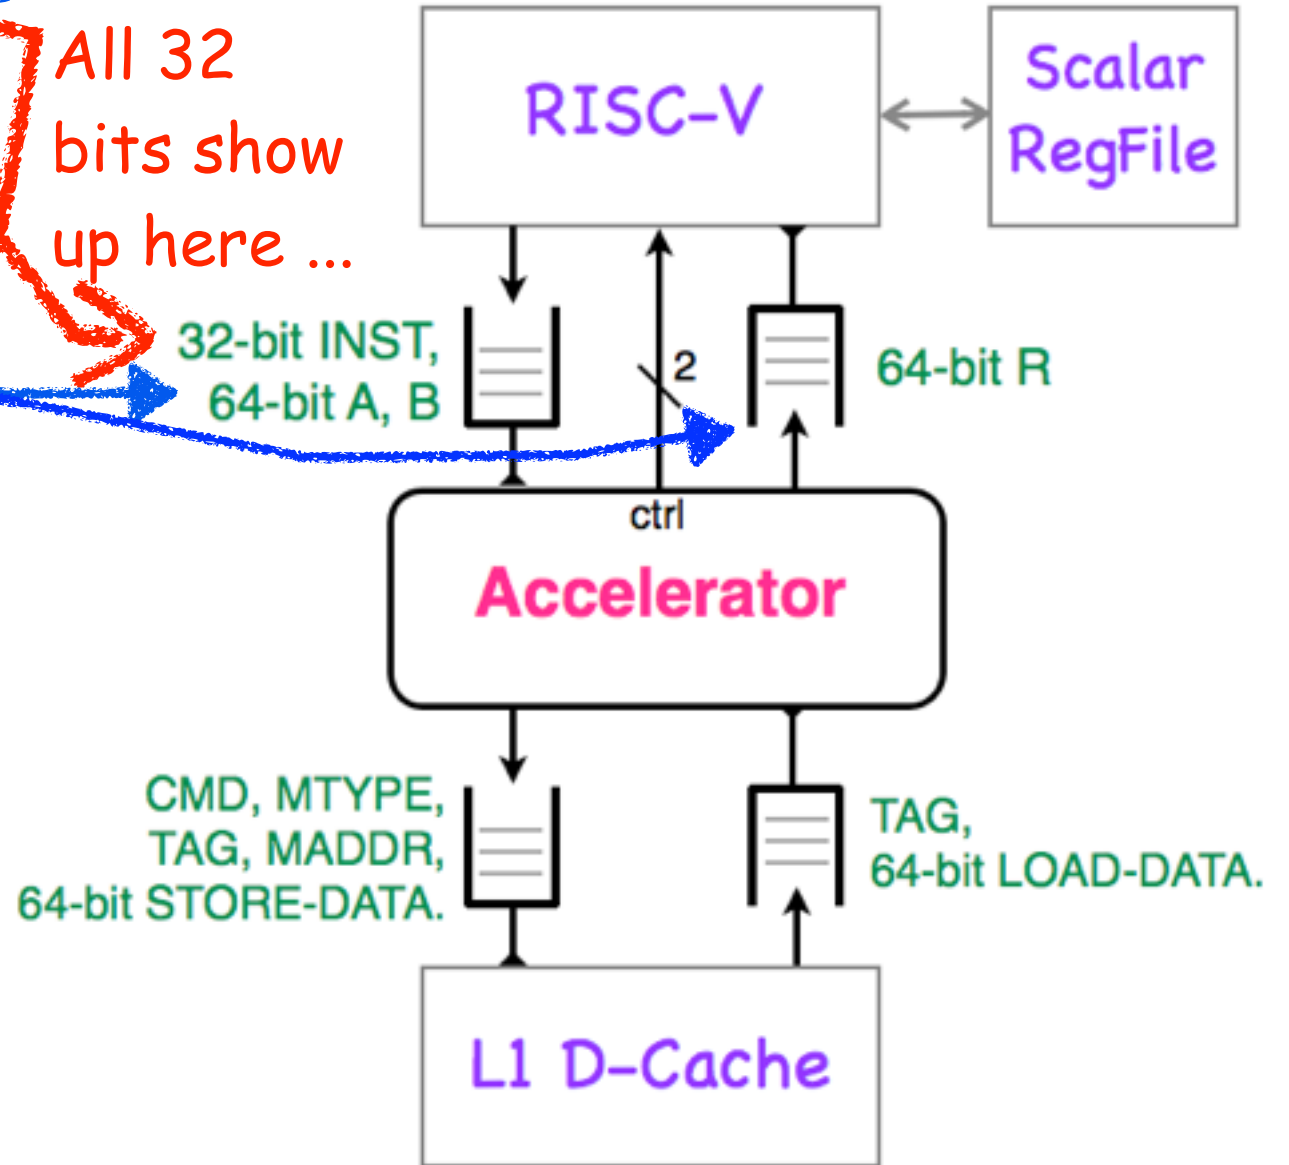 All 32
bits show
up here ...
RISC-V
Scalar
RegFile
32-bit INST,
64-bit A, B
2
64-bit R
ctrl
Accelerator
CMD, MTYPE,
TAG, MADDR,
64-bit STORE-DATA.
TAG,
64-bit LOAD-DATA.
L1 D-Cache